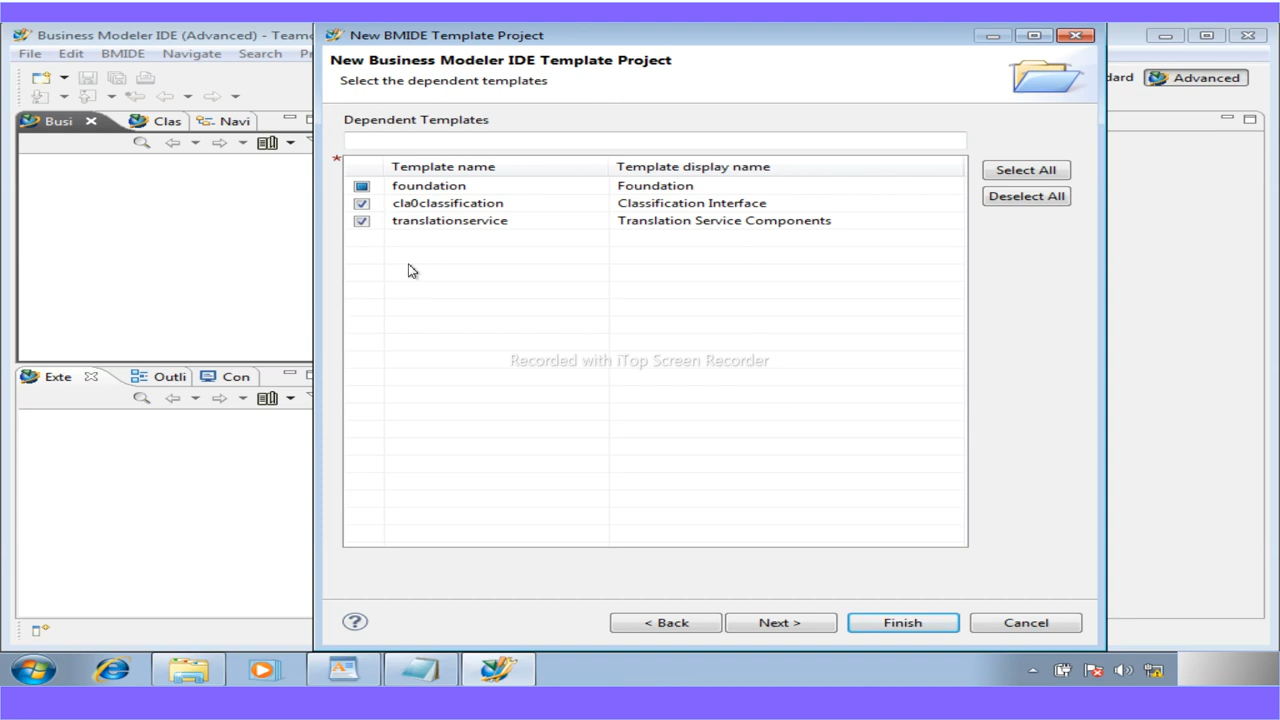 Business Modeler IDE (Advanced) - Teamc
New BMIDE Template Project
File Edit BMIDE Navigate Search Pr
New Business Modeler IDE Template Project
Select the dependent templates
dard Advanced
Busi Clas Navi
Dependent Templates
*
Template name Template display name
Select All
foundation Foundation
Deselect All
cla0classification Classification Interface
translationservice Translation Service Components
Recorded with iTop Screen Recorder
Exte Outli Con
?
< Back Next > Finish Cancel